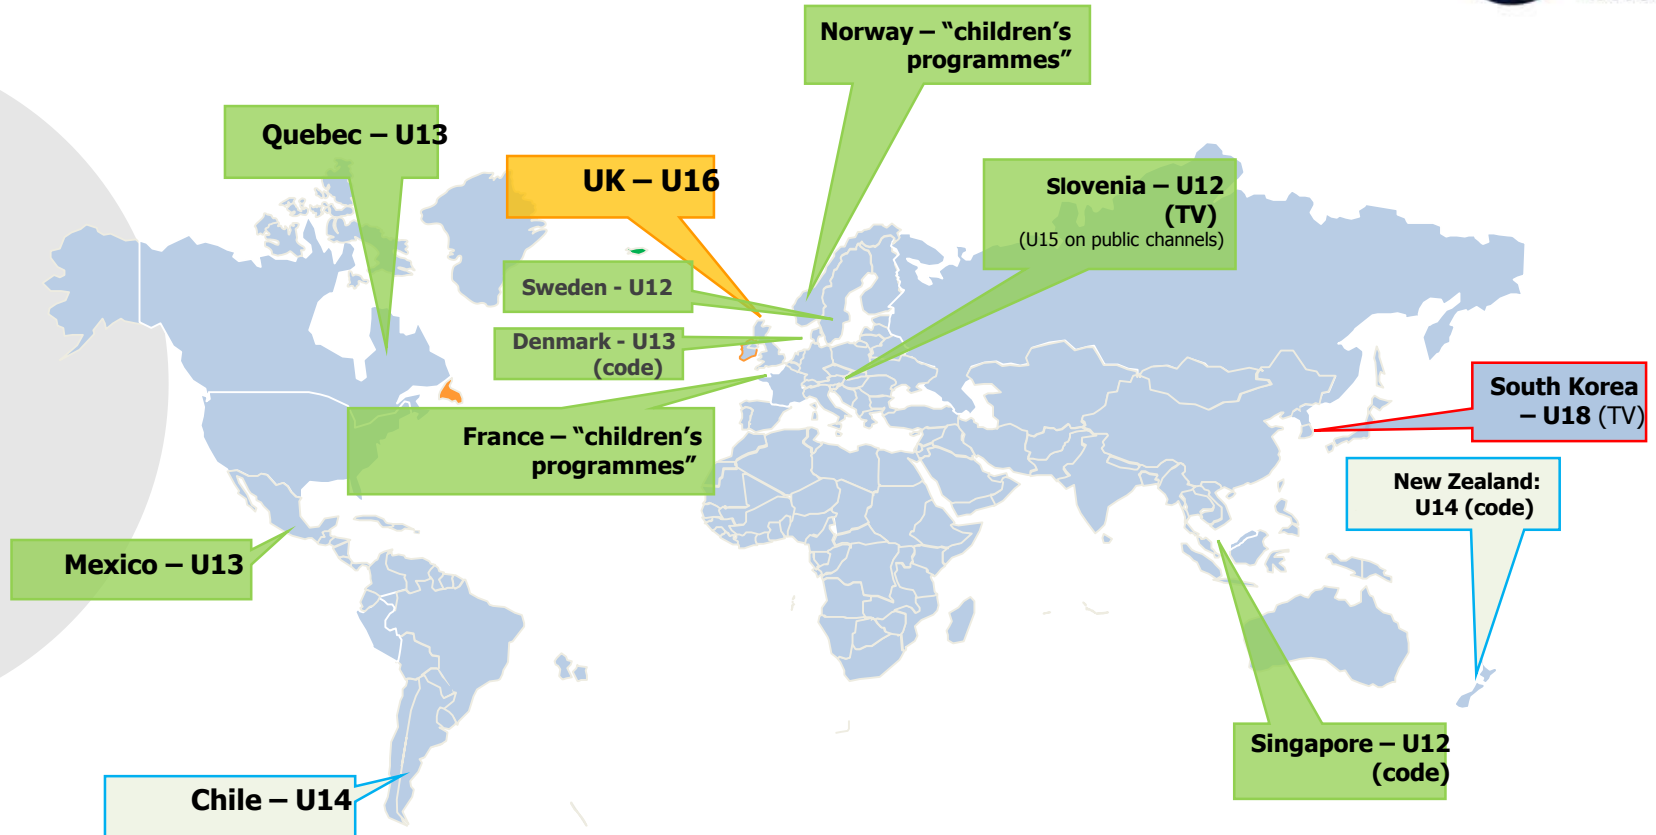 Norway – “children’s
programmes”
Quebec – U13
UK – U16
Slovenia – U12
(TV)
(U15 on public channels)
Sweden - U12
Denmark - U13
(code)
South Korea
– U18 (TV)
France – “children’s
programmes”
New Zealand:
U14 (code)
Mexico – U13
Singapore – U12
(code)
Chile – U14